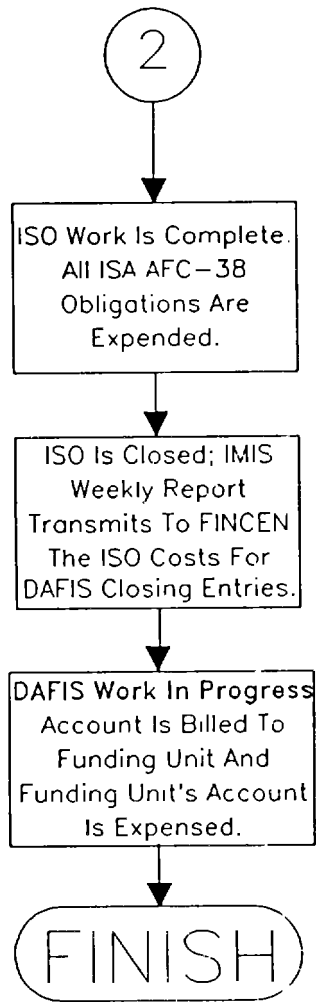 2
ISO Work Is Complete.
All ISA AFC-38
Obligations Are
Expended.
ISO Is Closed; IMIS
Weekly Report
Transmits To FINCEN
The ISO Costs For
DAFIS Closing Entries.
DAFIS Work In Progress
Account Is Billed To
Funding Unit And
Funding Unit's Account
Is Expensed.
FINISH